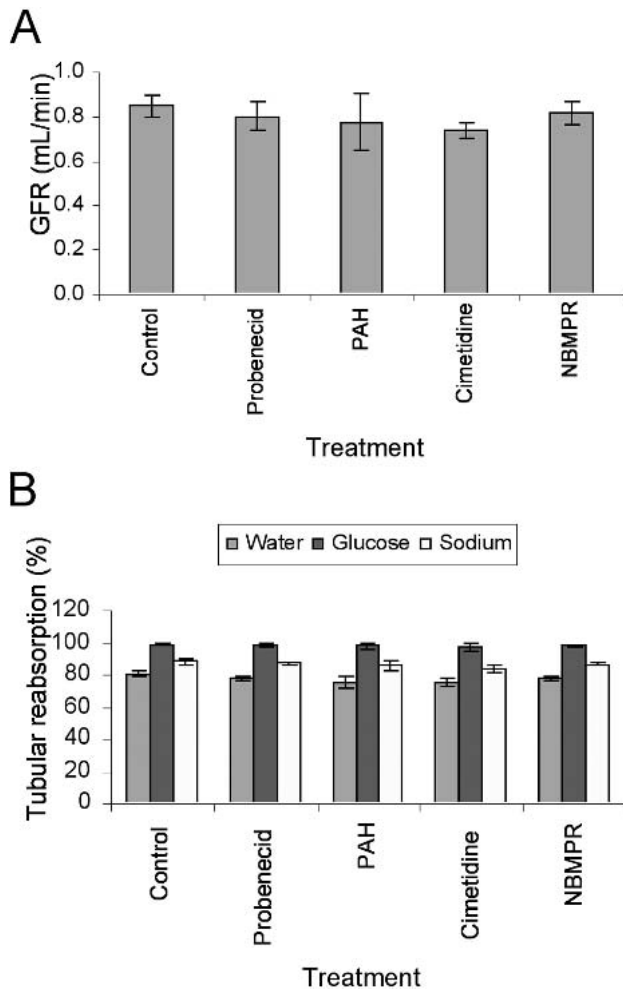 A
GFR (mL/min)
1.0
0.8
0.6
0.4
0.2
0.0
Control
Probenecid
PAH
Cimetidine
NBMPR
Treatment
B
Water Glucose Sodium
Tubular reabsorption (%)
120
100
80
60
40
20
0
Control
Probenecid
PAH
Cimetidine
NBMPR
Treatment